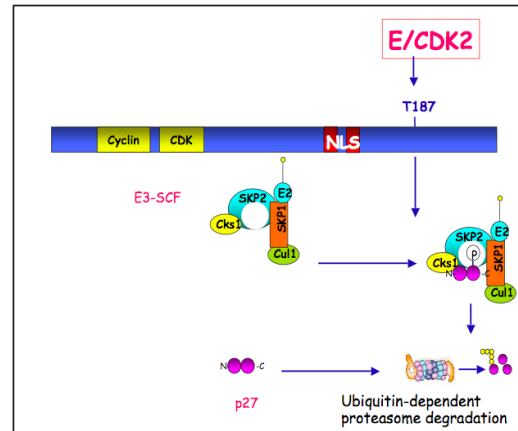 E/CDK2
T187
Cyclin
CDK
NLS
E3-SCF
SKP2
E2
Cks1
SKP1
Cul1
SKP2
E2
P
Cks1
N
-C
SKP1
Cul1
N
-C
p27
Ubiquitin-dependent
proteasome degradation